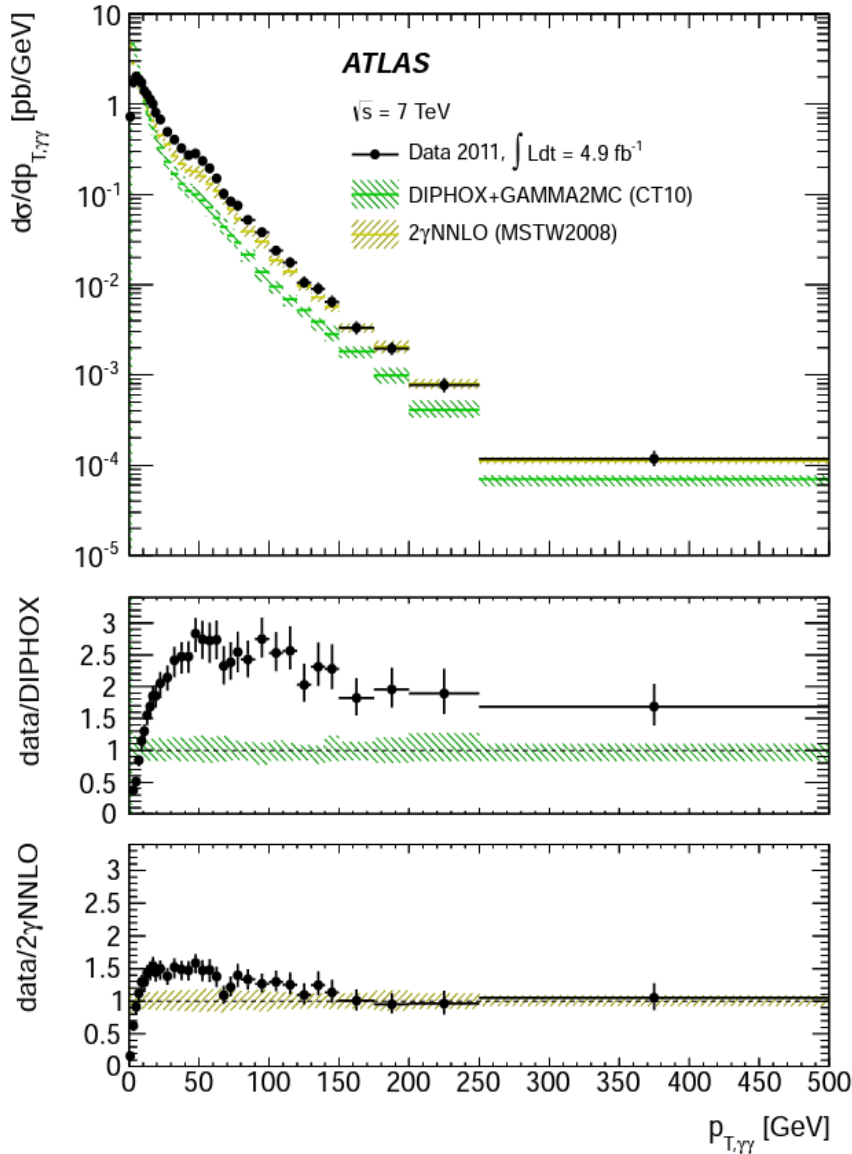 dσ/dp_{T,γγ} [pb/GeV]
10
1
10^{-1}
10^{-2}
10^{-3}
10^{-4}
10^{-5}
ATLAS
√s = 7 TeV
Data 2011, ∫ Ldt = 4.9 fb^{-1}
DIPHOX+GAMMA2MC (CT10)
2γNNLO (MSTW2008)
data/DIPHOX
3
2.5
2
1.5
1
0.5
0
data/2γNNLO
3
2.5
2
1.5
1
0.5
0
0 50 100 150 200 250 300 350 400 450 500
p_{T,γγ} [GeV]